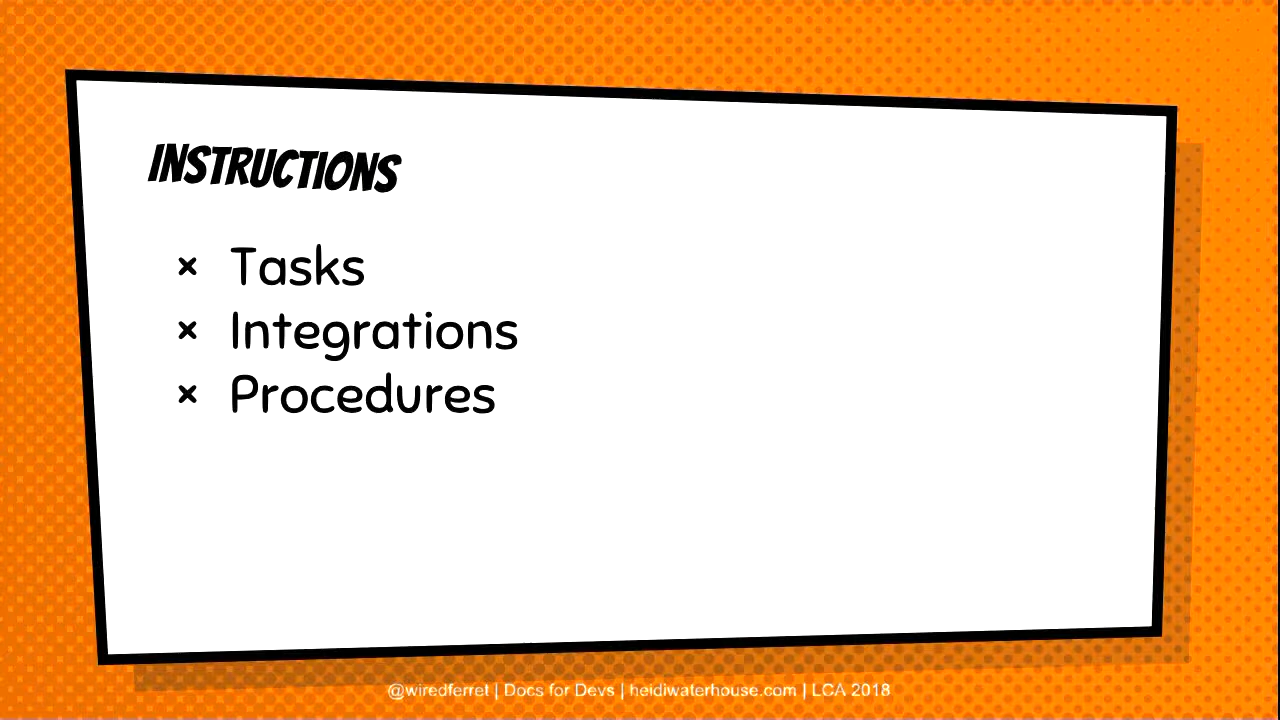 INSTRUCTIONS
× Tasks
× Integrations
× Procedures
@wiredferret | Docs for Devs | heidiwaterhouse.com | LCA 2018